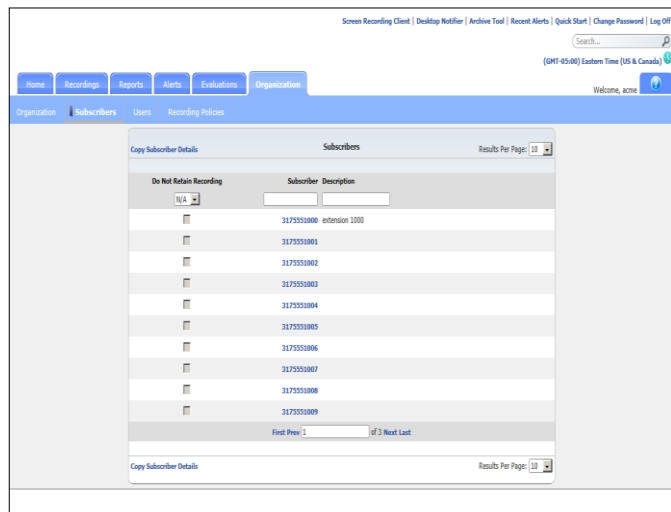 Screen Recording Client | Desktop Notifier | Archive Tool | Recent Alerts | Quick Start | Change Password | Log Off
Search...
(GMT-05:00) Eastern Time (US & Canada)
Home Recordings Reports Alerts Evaluations Organization
Welcome, acme
Organization Subscribers Users Recording Policies
Copy Subscriber Details Subscribers Results Per Page: 10
Do Not Retain Recording Subscriber Description
N/A
3175551000 extension 1000
3175551001
3175551002
3175551003
3175551004
3175551005
3175551006
3175551007
3175551008
3175551009
First Prev 1 of 3 Next Last
Copy Subscriber Details Results Per Page: 10